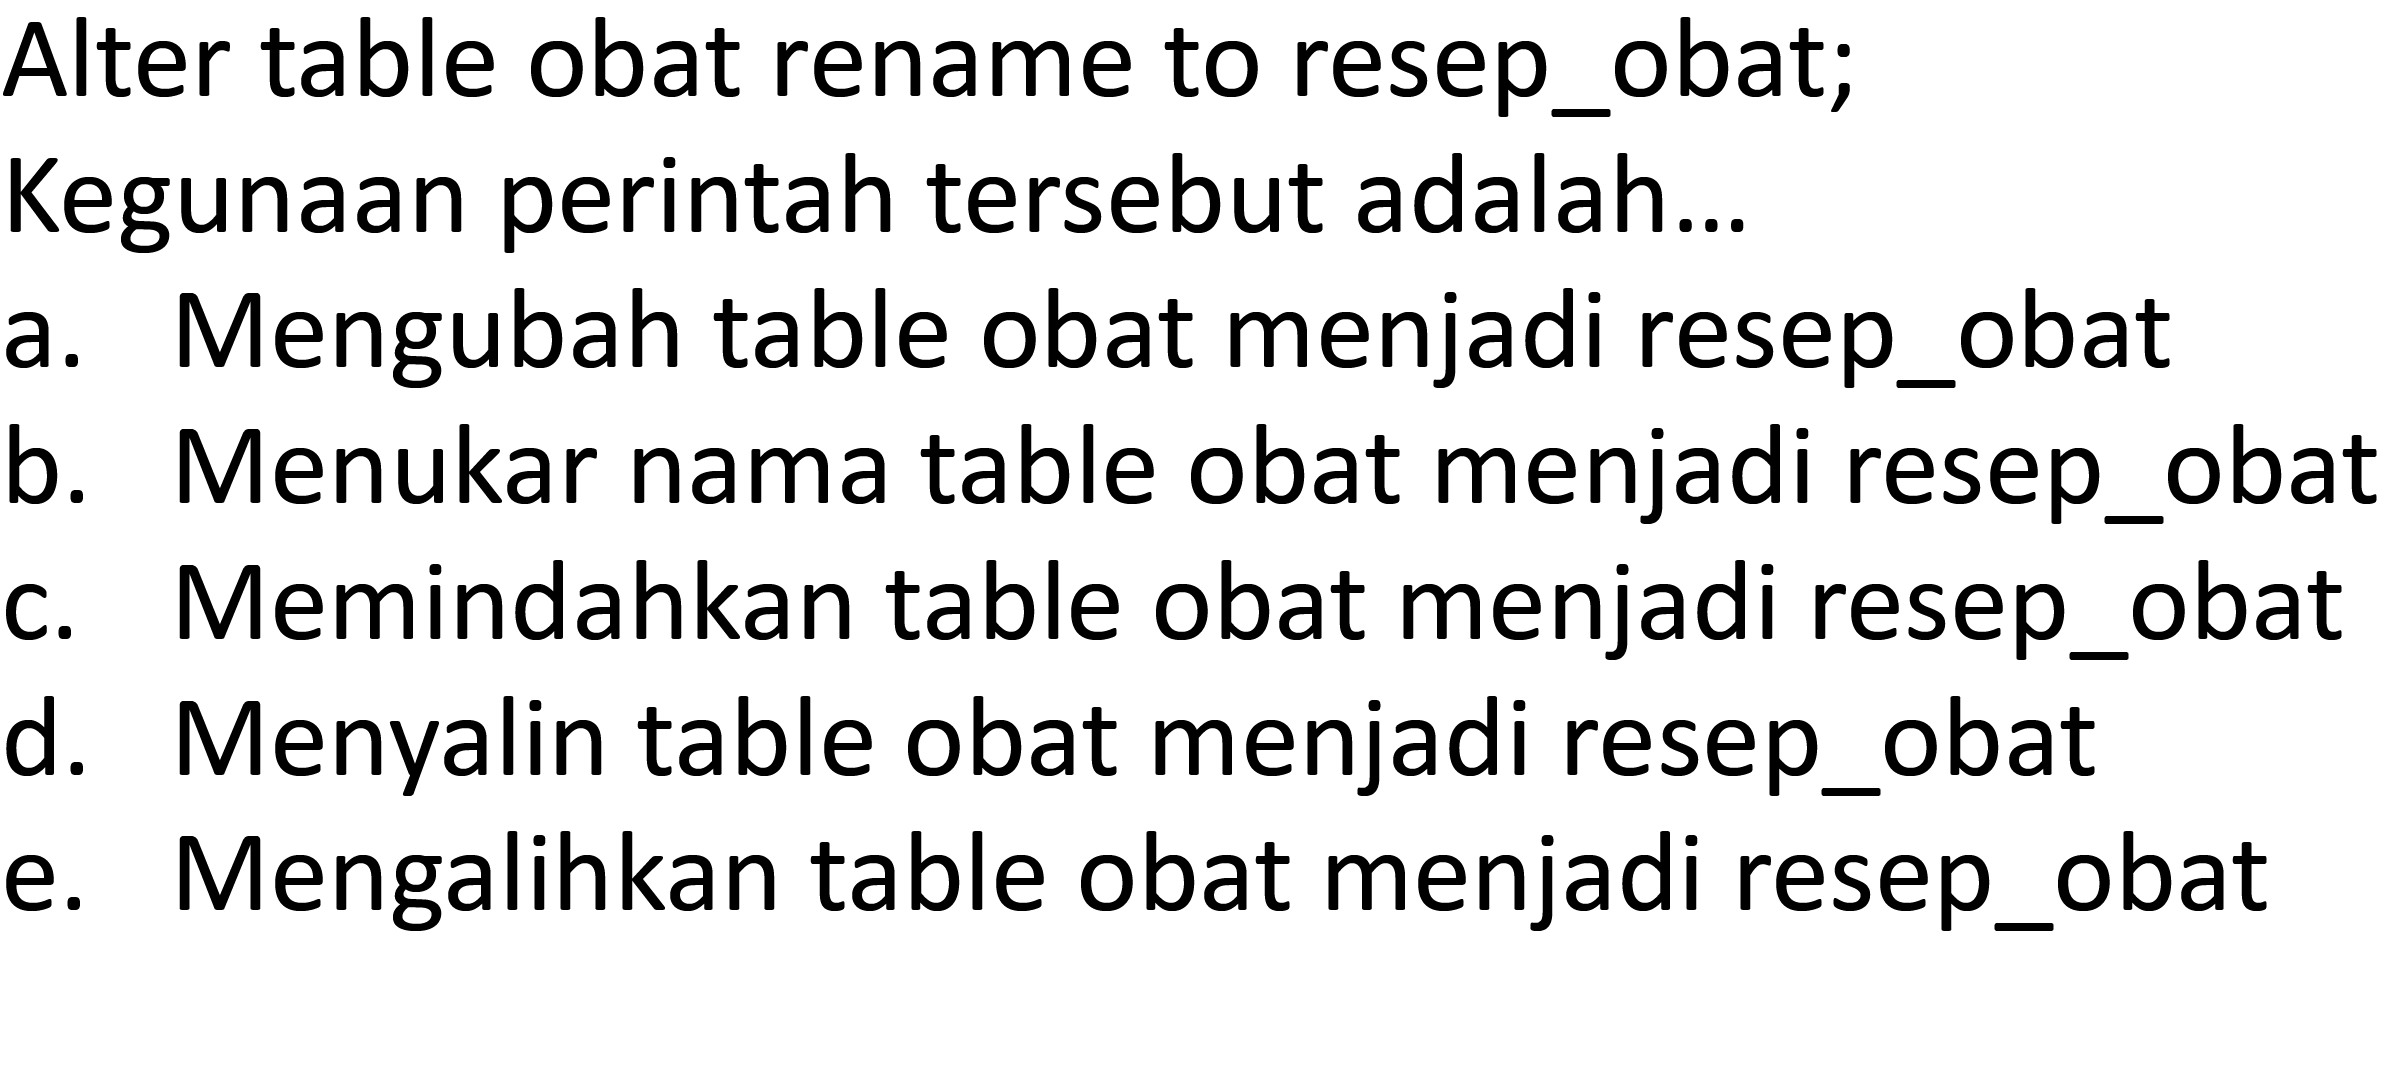 Alter table obat rename to resep_obat;
Kegunaan perintah tersebut adalah...
a. Mengubah table obat menjadi resep_obat
b. Menukar nama table obat menjadi resep_obat
c. Memindahkan table obat menjadi resep_obat
d. Menyalin table obat menjadi resep_obat
e. Mengalihkan table obat menjadi resep_obat